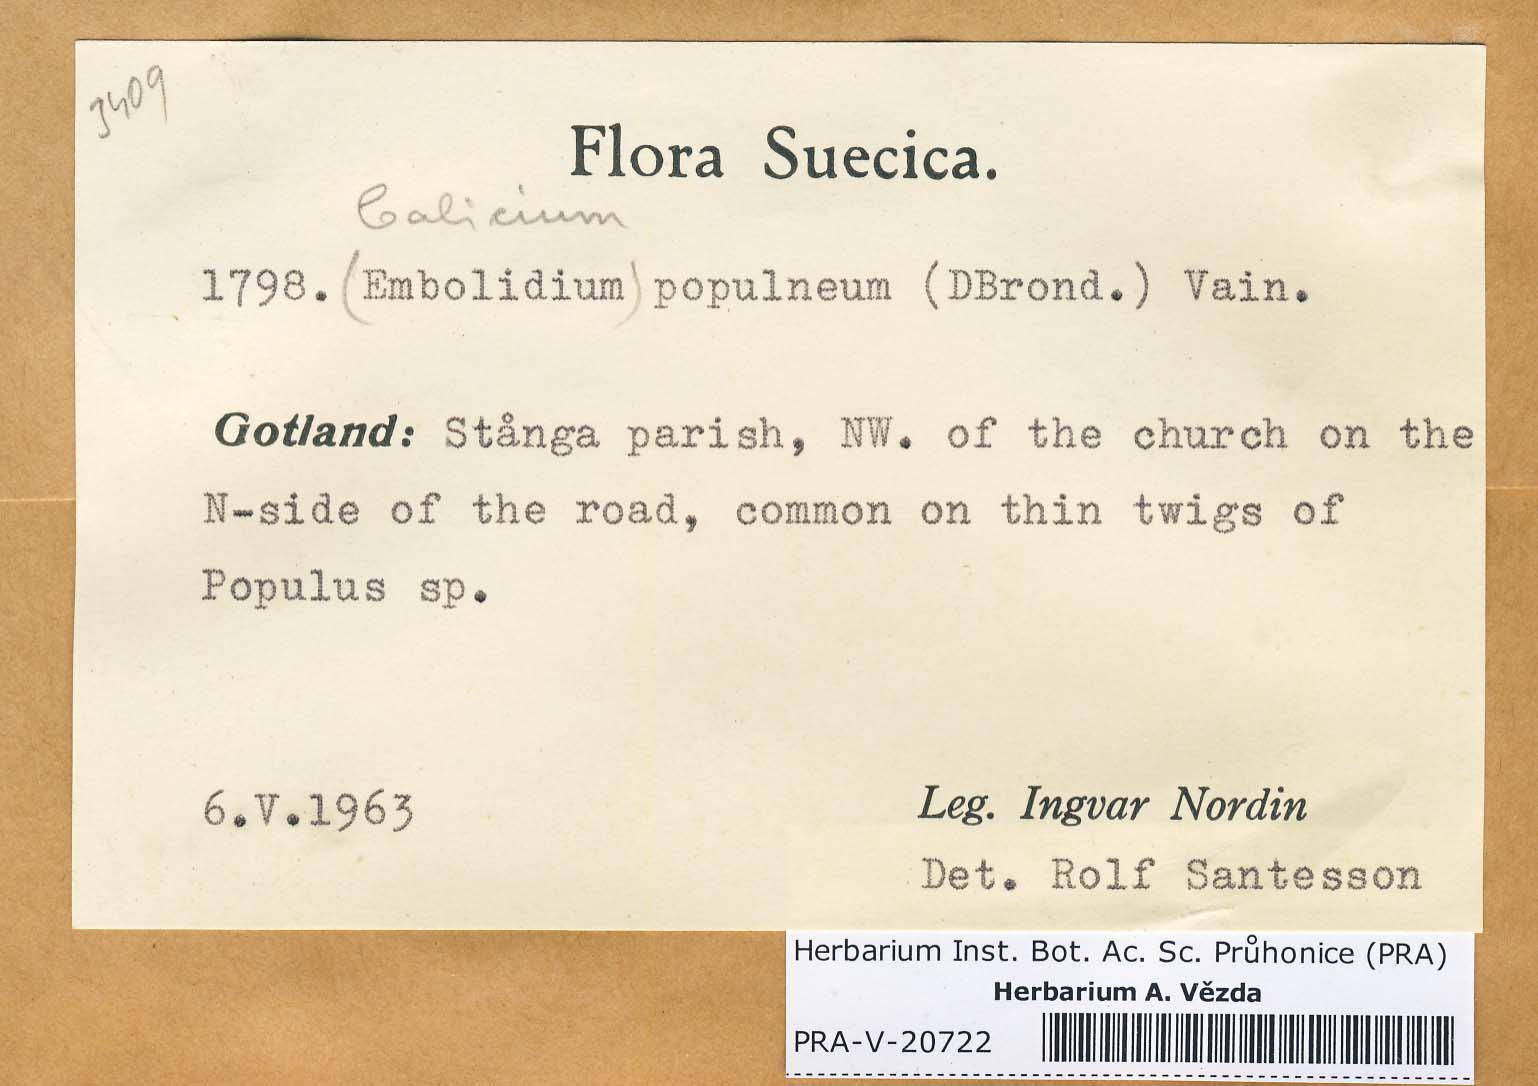 3409
Flora Suecica.
Calicium
1798. (Embolidium) populneum (DBrond.) Vain.
Gotland: Stånga parish, NW. of the church on the
N-side of the road, common on thin twigs of
Populus sp.
6.V.1963
Leg. Ingvar Nordin
Det. Rolf Santesson
Herbarium Inst. Bot. Ac. Sc. Průhonice (PRA)
Herbarium A. Vězda
PRA-V-20722